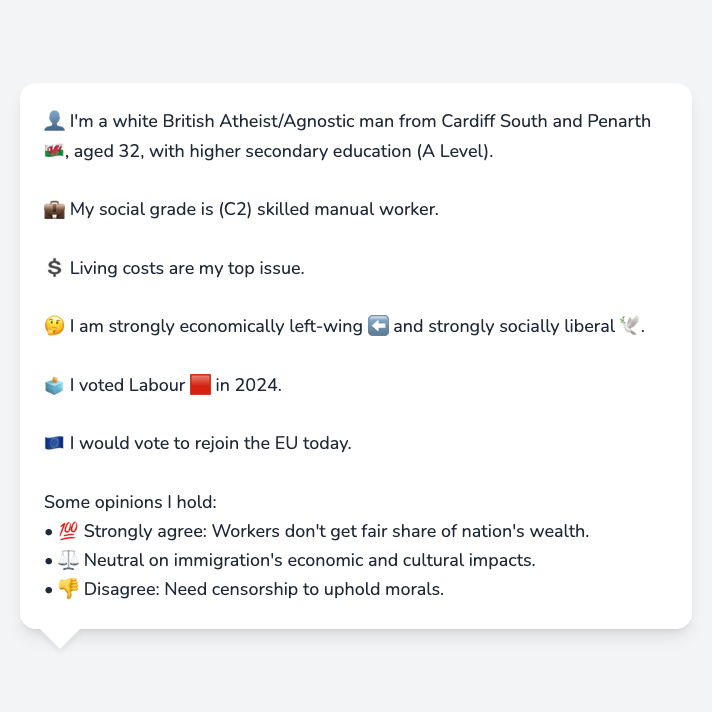 👤 I'm a white British Atheist/Agnostic man from Cardiff South and Penarth
🏴󠁧󠁢󠁷󠁬󠁳󠁿, aged 32, with higher secondary education (A Level).
💼 My social grade is (C2) skilled manual worker.
💲 Living costs are my top issue.
🤔 I am strongly economically left-wing ⬅️ and strongly socially liberal 🕊️.
🗳️ I voted Labour 🟥 in 2024.
🇪🇺 I would vote to rejoin the EU today.
Some opinions I hold:
• 💯 Strongly agree: Workers don't get fair share of nation's wealth.
• ⚖️ Neutral on immigration's economic and cultural impacts.
• 👎 Disagree: Need censorship to uphold morals.